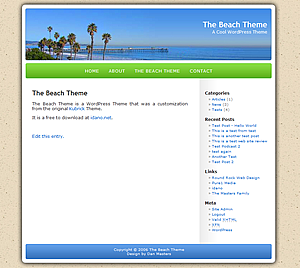 The Beach Theme
A Cool WordPress Theme
HOME ABOUT THE BEACH THEME CONTACT
The Beach Theme
The Beach Theme is a WordPress Theme that was a customization
from the original Kubrick Theme.
It is a free to download at idano.net.
Edit this entry.
Categories
Articles (1)
News (5)
Tests (4)
Recent Posts
Test Post - Hello World
This is a test from text
This is another test post
This is a test web site review
Test Podcast 2
test again
Another Test
Test Post 2
Links
Round Rock Web Design
Pure1 Media
idano
The Masters Family
Meta
Site Admin
Logout
Valid XHTML
XFN
WordPress
Copyright © 2006 The Beach Theme
Design by Dan Masters